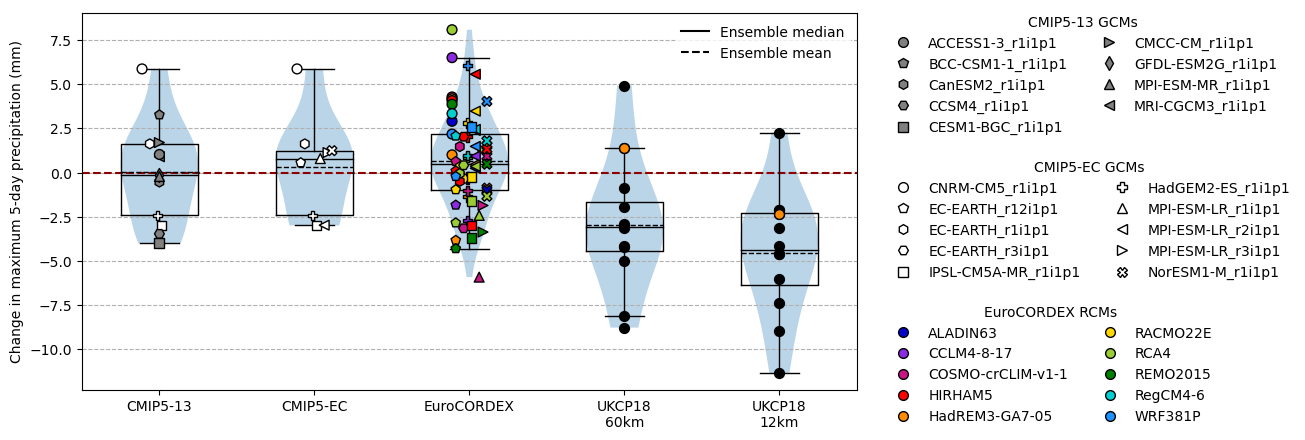 Change in maximum 5-day precipitation (mm)
7.5
5.0
2.5
0.0
−2.5
−5.0
−7.5
−10.0
Ensemble median
Ensemble mean
CMIP5-13
CMIP5-EC
EuroCORDEX
UKCP18
60km
UKCP18
12km
CMIP5-13 GCMs
ACCESS1-3_r1i1p1
BCC-CSM1-1_r1i1p1
CanESM2_r1i1p1
CCSM4_r1i1p1
CESM1-BGC_r1i1p1
CMCC-CM_r1i1p1
GFDL-ESM2G_r1i1p1
MPI-ESM-MR_r1i1p1
MRI-CGCM3_r1i1p1
CMIP5-EC GCMs
CNRM-CM5_r1i1p1
EC-EARTH_r12i1p1
EC-EARTH_r1i1p1
EC-EARTH_r3i1p1
IPSL-CM5A-MR_r1i1p1
HadGEM2-ES_r1i1p1
MPI-ESM-LR_r1i1p1
MPI-ESM-LR_r2i1p1
MPI-ESM-LR_r3i1p1
NorESM1-M_r1i1p1
EuroCORDEX RCMs
ALADIN63
CCLM4-8-17
COSMO-crCLIM-v1-1
HIRHAM5
HadREM3-GA7-05
RACMO22E
RCA4
REMO2015
RegCM4-6
WRF381P